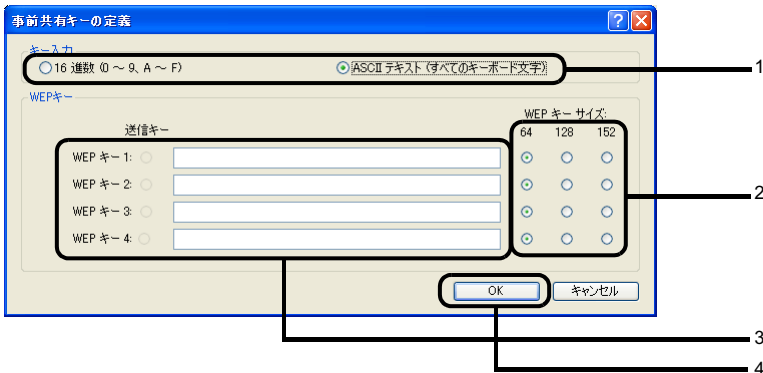 事前共有キーの定義
キー入力
16 進数 (0 ～ 9、A ～ F) ASCII テキスト (すべてのキーボード文字)
1
WEPキー
WEP キー サイズ:
送信キー 64 128 152
WEP キー 1:
WEP キー 2:
2
WEP キー 3:
WEP キー 4:
OK キャンセル
3
4